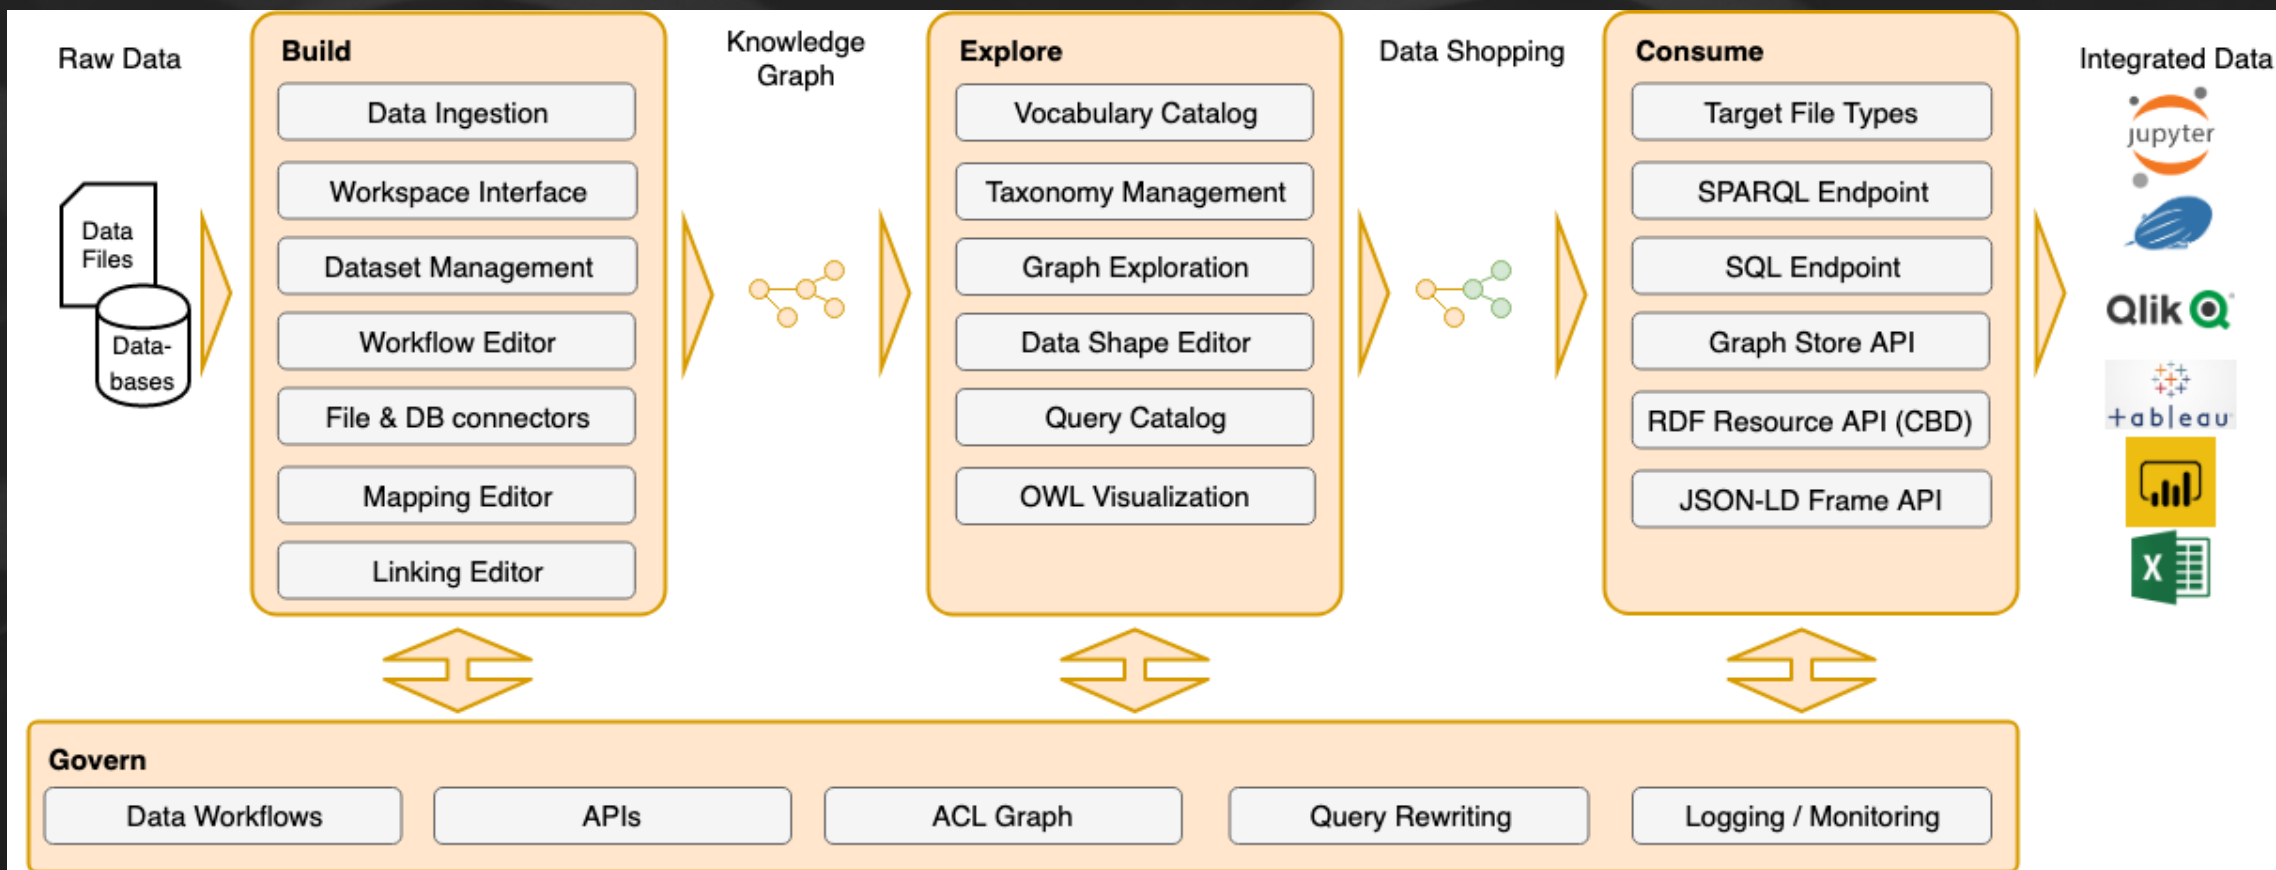 Raw Data
Data
Files
Data-
bases
Build
Data Ingestion
Workspace Interface
Dataset Management
Workflow Editor
File & DB connectors
Mapping Editor
Linking Editor
Knowledge
Graph
Explore
Vocabulary Catalog
Taxonomy Management
Graph Exploration
Data Shape Editor
Query Catalog
OWL Visualization
Data Shopping
Consume
Target File Types
SPARQL Endpoint
SQL Endpoint
Graph Store API
RDF Resource API (CBD)
JSON-LD Frame API
Integrated Data
jupyter
Qlik
+ableau
X
Govern
Data Workflows
APIs
ACL Graph
Query Rewriting
Logging / Monitoring